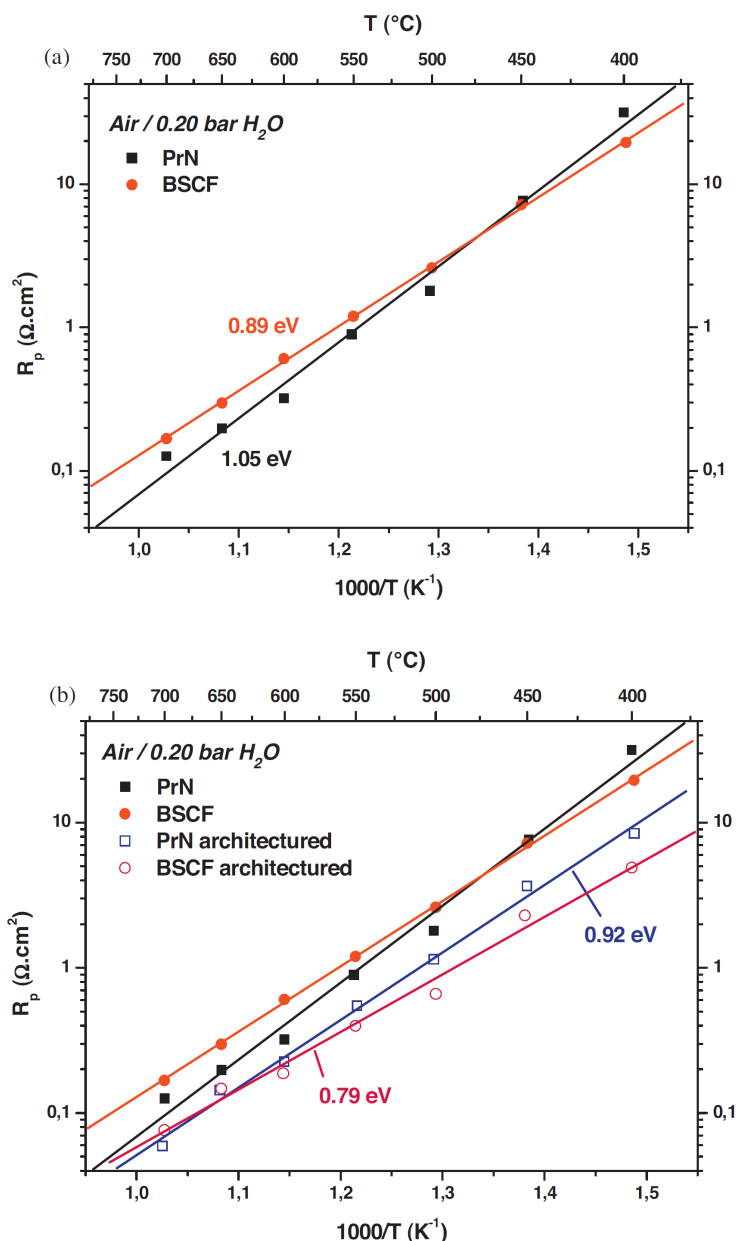 T (°C)
(a)
750 700 650 600 550 500 450 400
Air / 0.20 bar H2O
PrN
BSCF
10 10
1 1
0,1 0,1
Rp (Ω.cm²)
0.89 eV
1.05 eV
1,0 1,1 1,2 1,3 1,4 1,5
1000/T (K⁻¹)
T (°C)
(b)
750 700 650 600 550 500 450 400
Air / 0.20 bar H2O
PrN
BSCF
PrN architectured
BSCF architectured
10 10
1 1
0,1 0,1
Rp (Ω.cm²)
0.92 eV
0.79 eV
1,0 1,1 1,2 1,3 1,4 1,5
1000/T (K⁻¹)